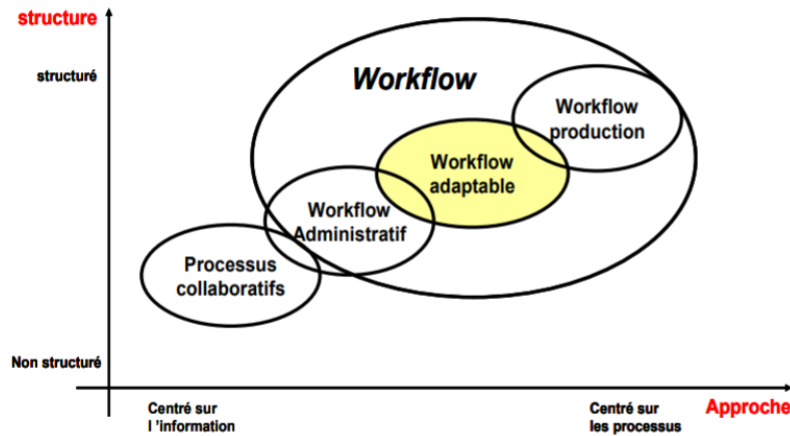 structure
structuré
Workflow
Workflow
production
Workflow
adaptable
Workflow
Administratif
Processus
collaboratifs
Non structuré
Centré sur
l 'information
Centré sur
les processus
Approche